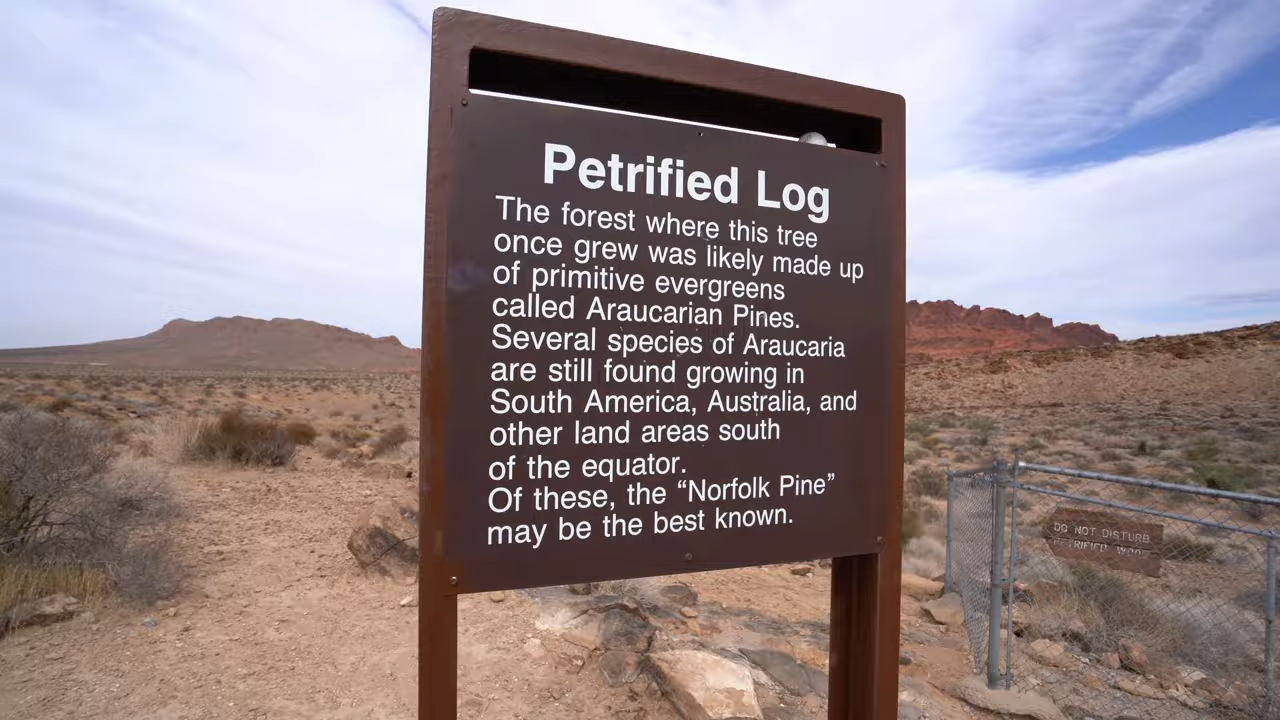 Petrified Log
The forest where this tree
once grew was likely made up
of primitive evergreens
called Araucarian Pines.
Several species of Araucaria
are still found growing in
South America, Australia, and
other land areas south
of the equator.
Of these, the “Norfolk Pine”
may be the best known.
DO NOT DISTURB
PETRIFIED WOOD